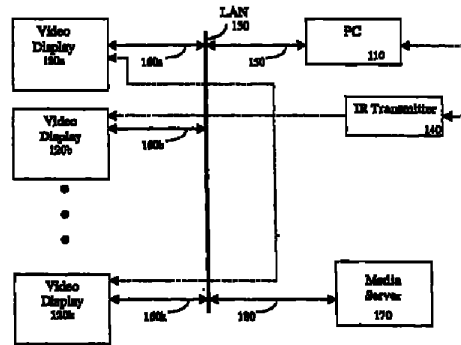 LAN
130
Video
Display
120a
160a
150
PC
110
Video
Display
120b
160b
IR Transmitter
140
Video
Display
120k
160k
180
Media
Server
170